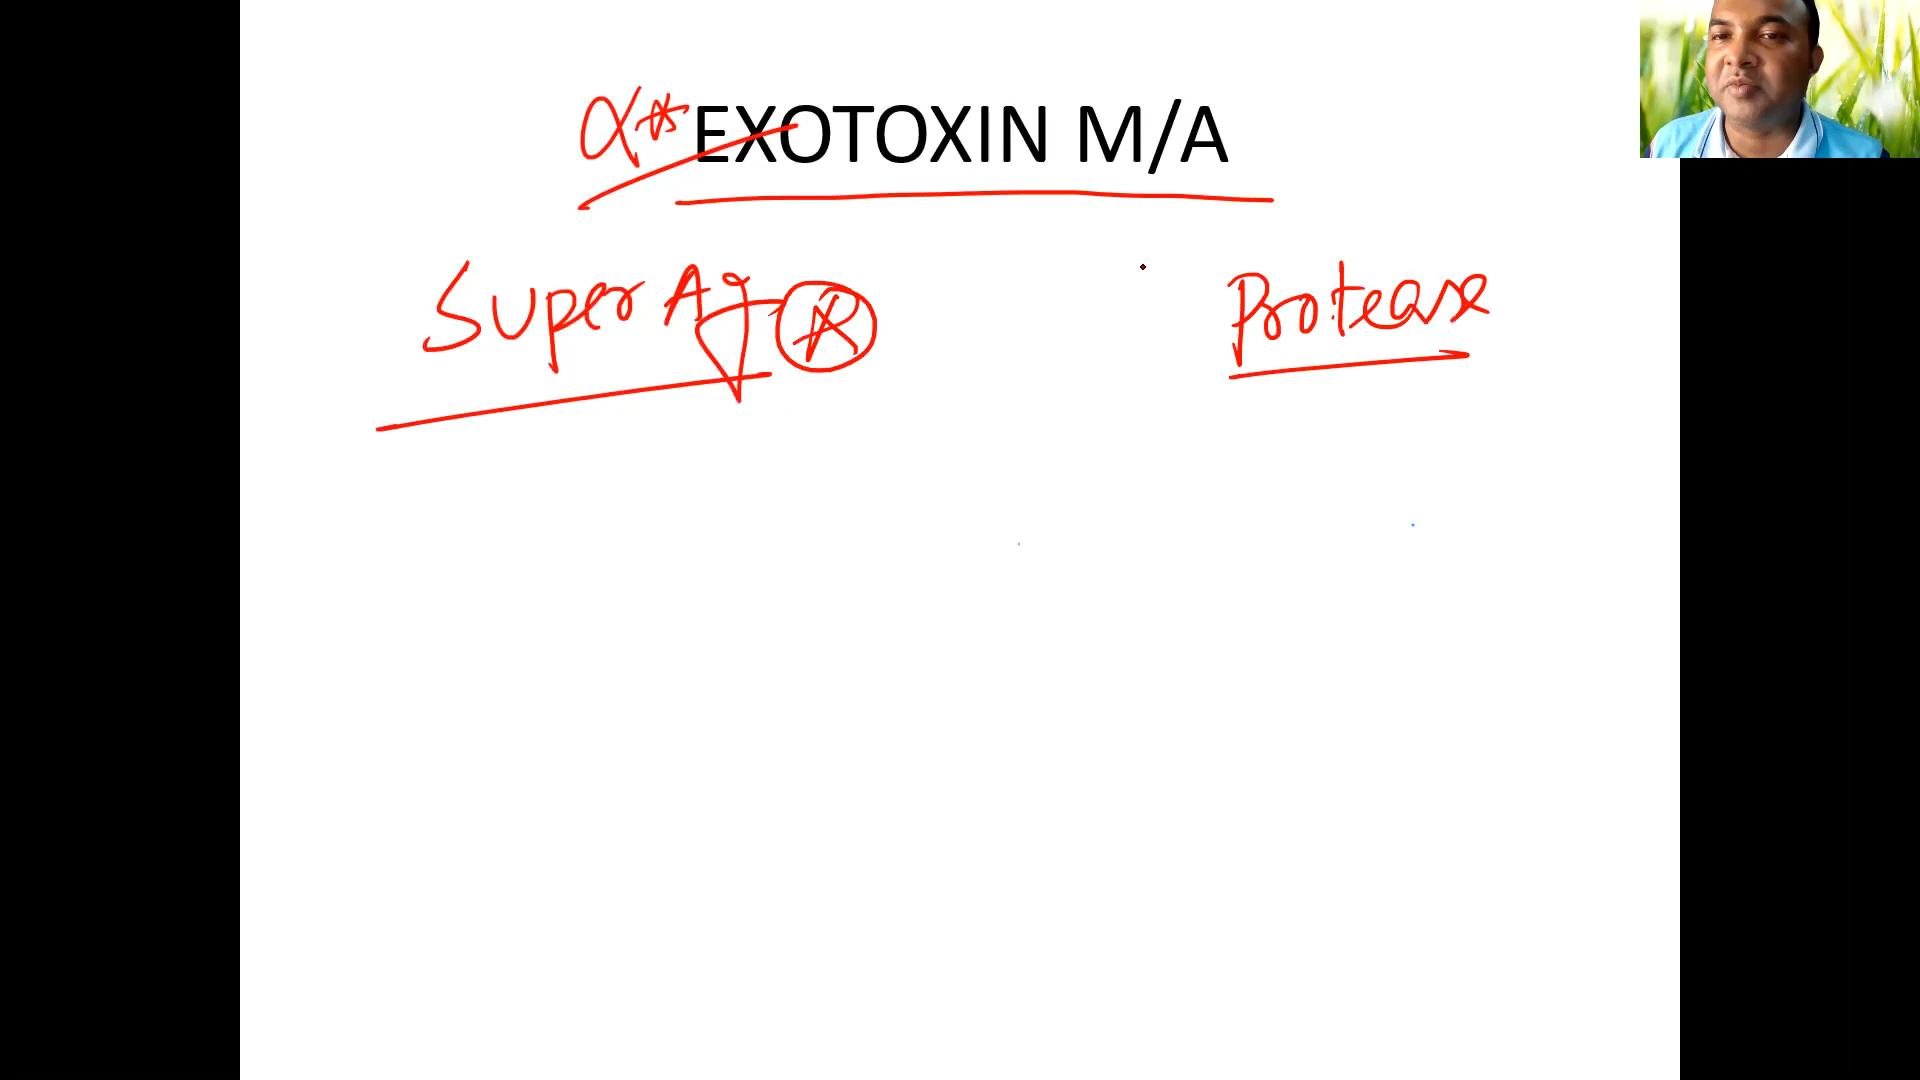 α EXOTOXIN M/A
Super Ag
Protease